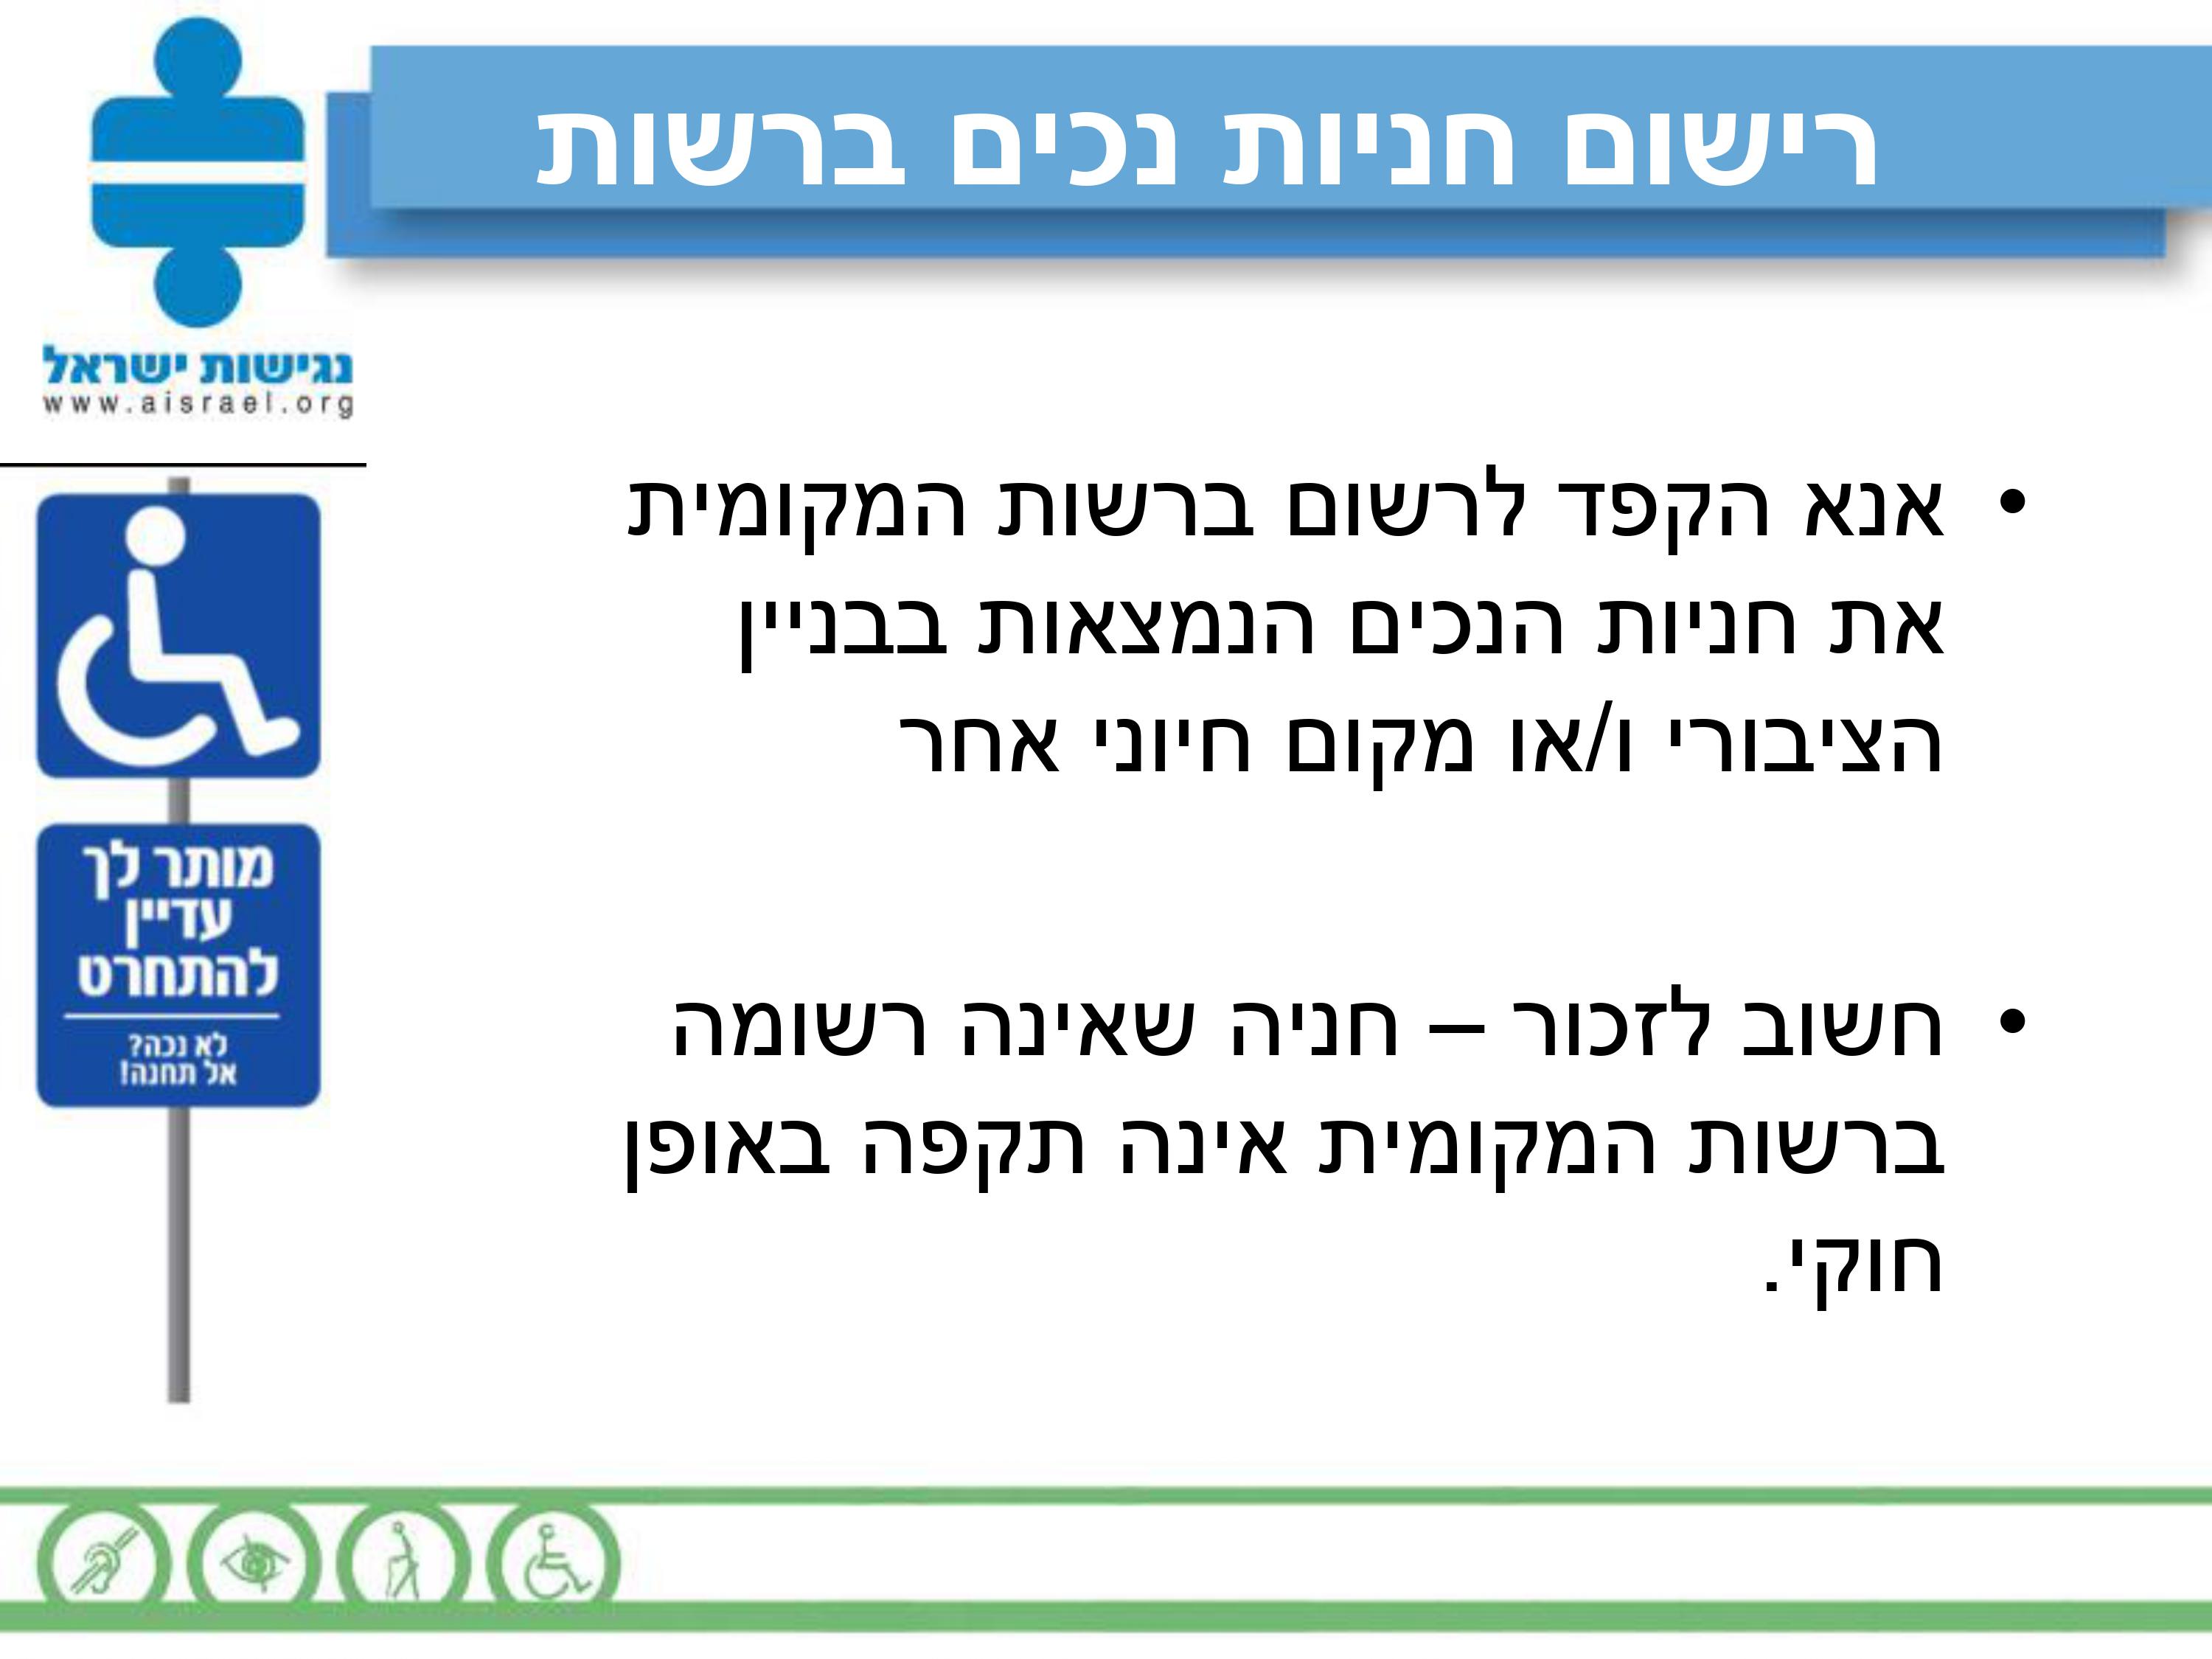 רישום חניות נכים ברשות
נגישות ישראל
www.aisrael.org
• אנא הקפד לרשום ברשות המקומית
את חניות הנכים הנמצאות בבניין
הציבורי ו/או מקום חיוני אחר
• חשוב לזכור – חניה שאינה רשומה
ברשות המקומית אינה תקפה באופן
חוקי.
מותר לך
עדיין
להתחרט
לא נכה?
אל תחנה!